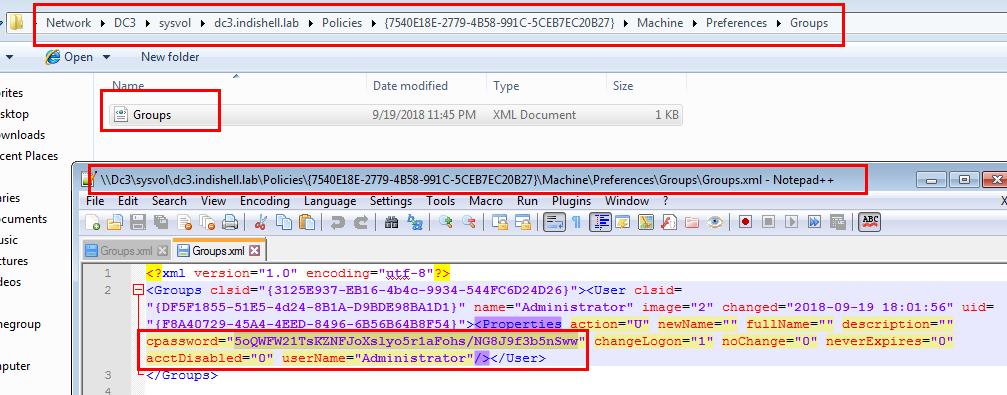 Network ▸ DC3 ▸ sysvol ▸ dc3.indishell.lab ▸ Policies ▸ {7540E18E-2779-4B58-991C-5CEB7EC20B27} ▸ Machine ▸ Preferences ▸ Groups
Open New folder
Name Date modified Type Size
rites
Groups 9/19/2018 11:45 PM XML Document 1 KB
sktop
wnloads
cent Places
\\Dc3\sysvol\dc3.indishell.lab\Policies\{7540E18E-2779-4B58-991C-5CEB7EC20B27}\Machine\Preferences\Groups\Groups.xml - Notepad++
aries
File Edit Search View Encoding Language Settings Tools Macro Run Plugins Window ? X
cuments
usic
ABC
ctures
Groups.xml Groups.xml
deos
1 <?xml version="1.0" encoding="utf-8"?>
2 <Groups clsid="{3125E937-EB16-4b4c-9934-544FC6D24D26}"><User clsid=
"{DF5F1855-51E5-4d24-8B1A-D9BDE98BA1D1}" name="Administrator" image="2" changed="2018-09-19 18:01:56" uid=
megroup
"{F8A40729-45A4-4EED-8496-6B56B64B8F54}"><Properties action="U" newName="" fullName="" description=""
cpassword="5oQWFW21TsKZNFJoXslyo5r1aFohs/NG8J9f3b5nSww" changeLogon="1" noChange="0" neverExpires="0"
acctDisabled="0" userName="Administrator"/></User>
mputer
3 </Groups>